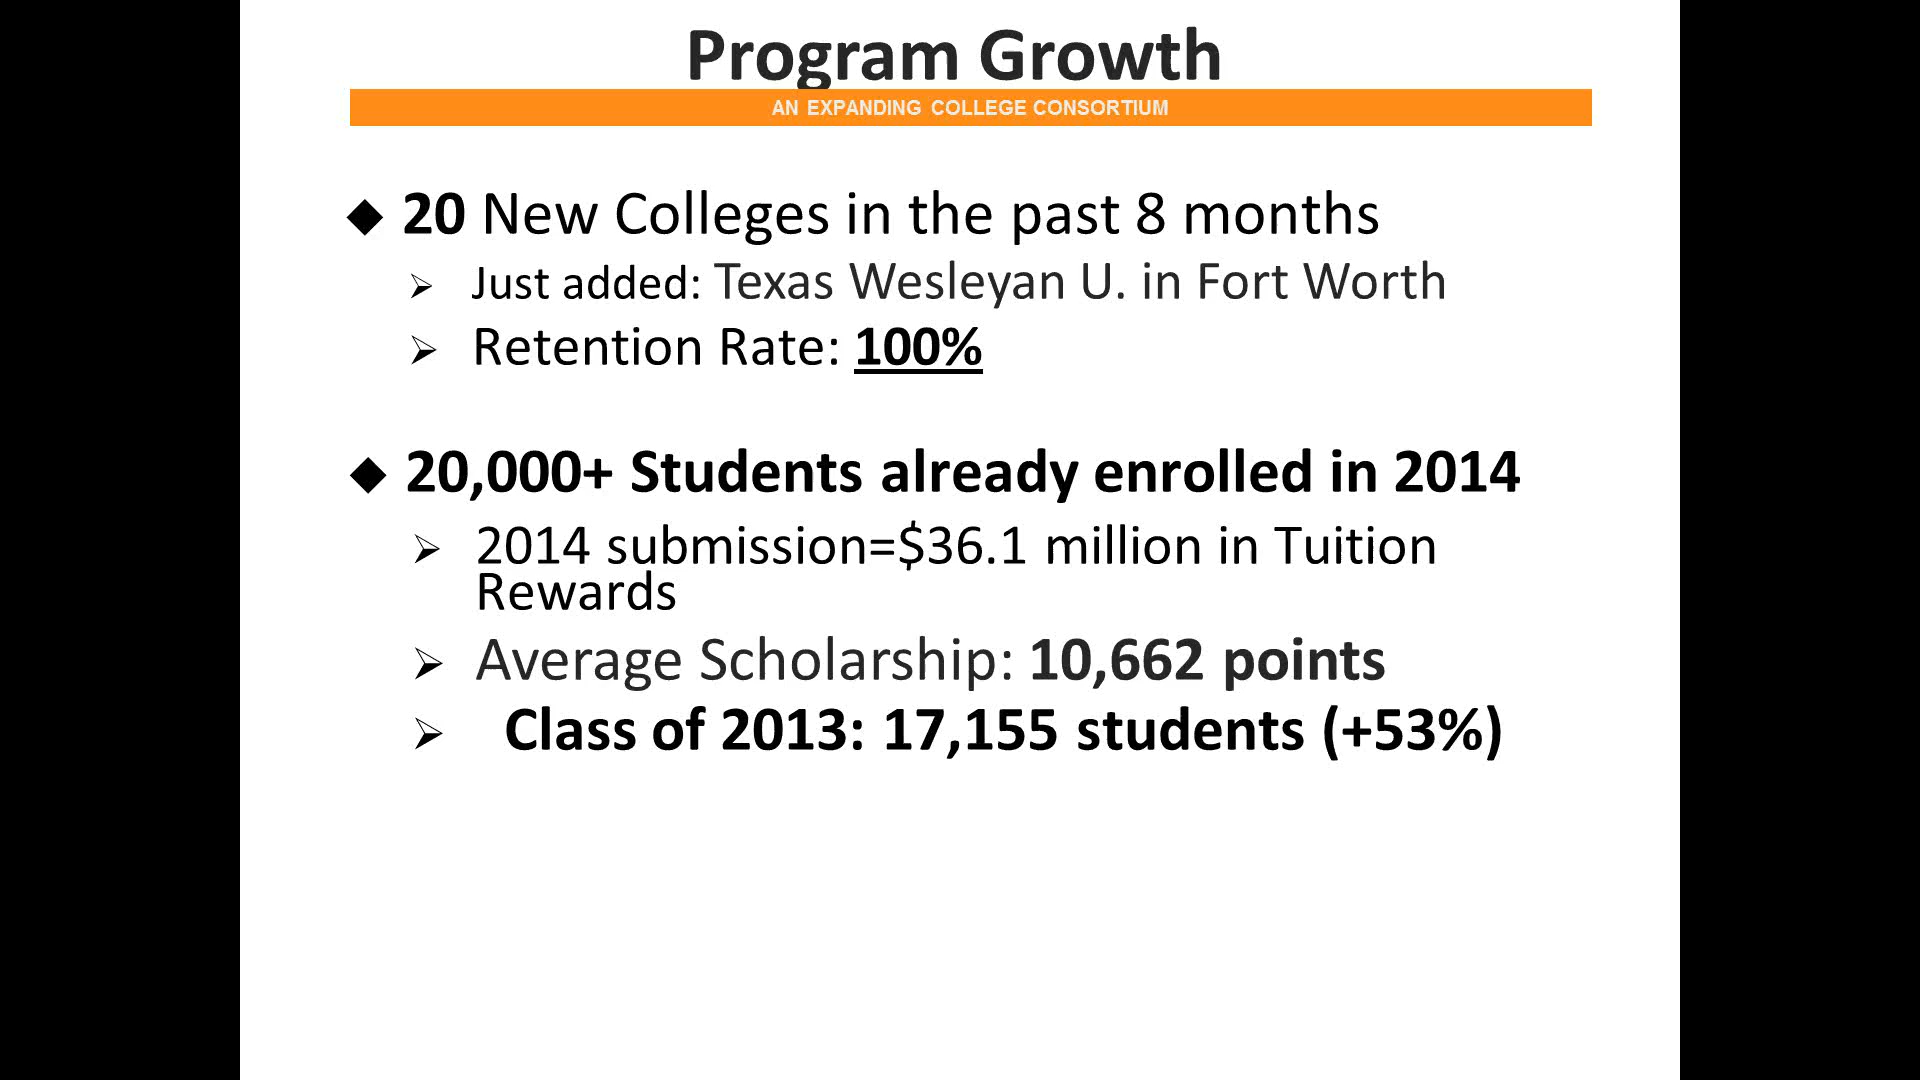 Program Growth
AN EXPANDING COLLEGE CONSORTIUM
◆ 20 New Colleges in the past 8 months
➢ Just added: Texas Wesleyan U. in Fort Worth
➢ Retention Rate: 100%
◆ 20,000+ Students already enrolled in 2014
➢ 2014 submission=$36.1 million in Tuition
Rewards
➢ Average Scholarship: 10,662 points
➢ Class of 2013: 17,155 students (+53%)